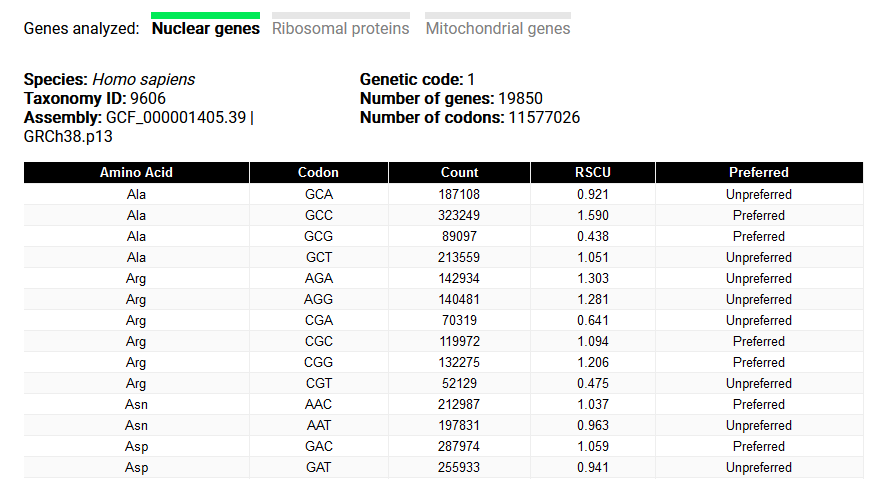 Genes analyzed: Nuclear genes Ribosomal proteins Mitochondrial genes
Species: Homo sapiens Genetic code: 1
Taxonomy ID: 9606 Number of genes: 19850
Assembly: GCF_000001405.39 | Number of codons: 11577026
GRCh38.p13
Amino Acid Codon Count RSCU Preferred
Ala GCA 187108 0.921 Unpreferred
Ala GCC 323249 1.590 Preferred
Ala GCG 89097 0.438 Preferred
Ala GCT 213559 1.051 Unpreferred
Arg AGA 142934 1.303 Unpreferred
Arg AGG 140481 1.281 Unpreferred
Arg CGA 70319 0.641 Unpreferred
Arg CGC 119972 1.094 Preferred
Arg CGG 132275 1.206 Preferred
Arg CGT 52129 0.475 Unpreferred
Asn AAC 212987 1.037 Preferred
Asn AAT 197831 0.963 Unpreferred
Asp GAC 287974 1.059 Preferred
Asp GAT 255933 0.941 Unpreferred